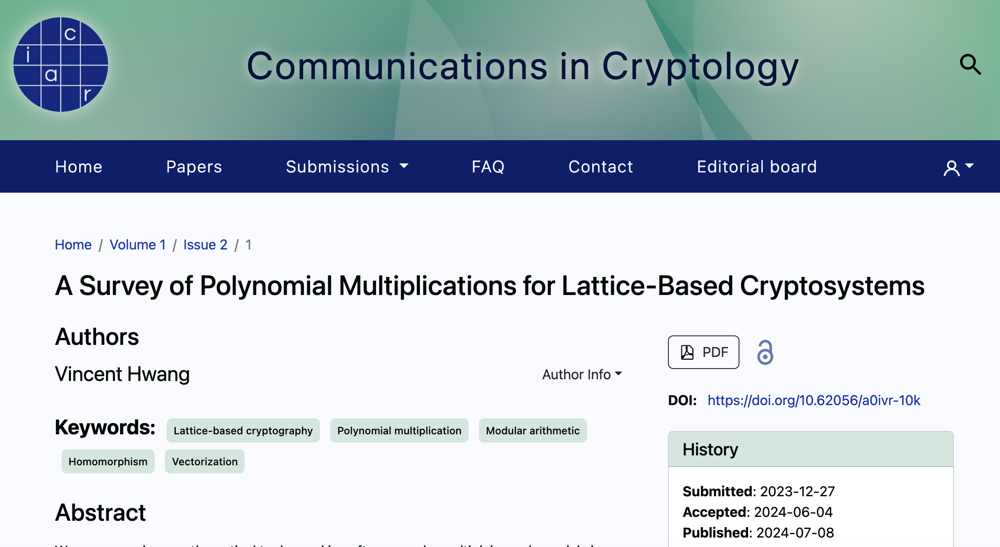 c
i
a
r
Communications in Cryptology
Home Papers Submissions FAQ Contact Editorial board
Home / Volume 1 / Issue 2 / 1
A Survey of Polynomial Multiplications for Lattice-Based Cryptosystems
Authors
Vincent Hwang
Author Info
Keywords: Lattice-based cryptography Polynomial multiplication Modular arithmetic
Homomorphism Vectorization
Abstract
PDF
DOI: https://doi.org/10.62056/a0ivr-10k
History
Submitted: 2023-12-27
Accepted: 2024-06-04
Published: 2024-07-08